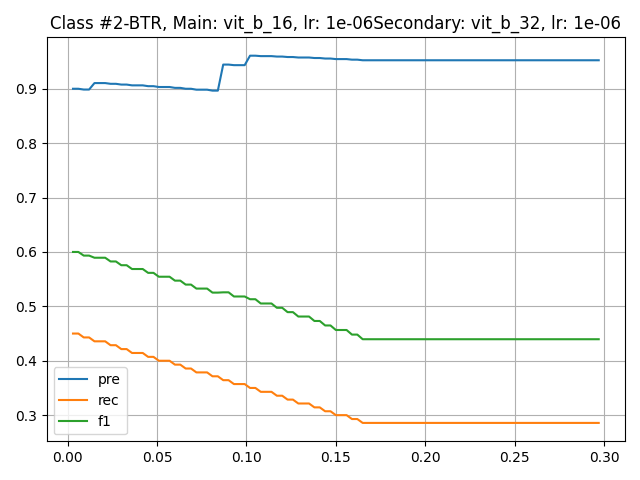 Class #2-BTR, Main: vit_b_16, lr: 1e-06Secondary: vit_b_32, lr: 1e-06
0.9
0.8
0.7
0.6
0.5
0.4
0.3
pre
rec
f1
0.00 0.05 0.10 0.15 0.20 0.25 0.30